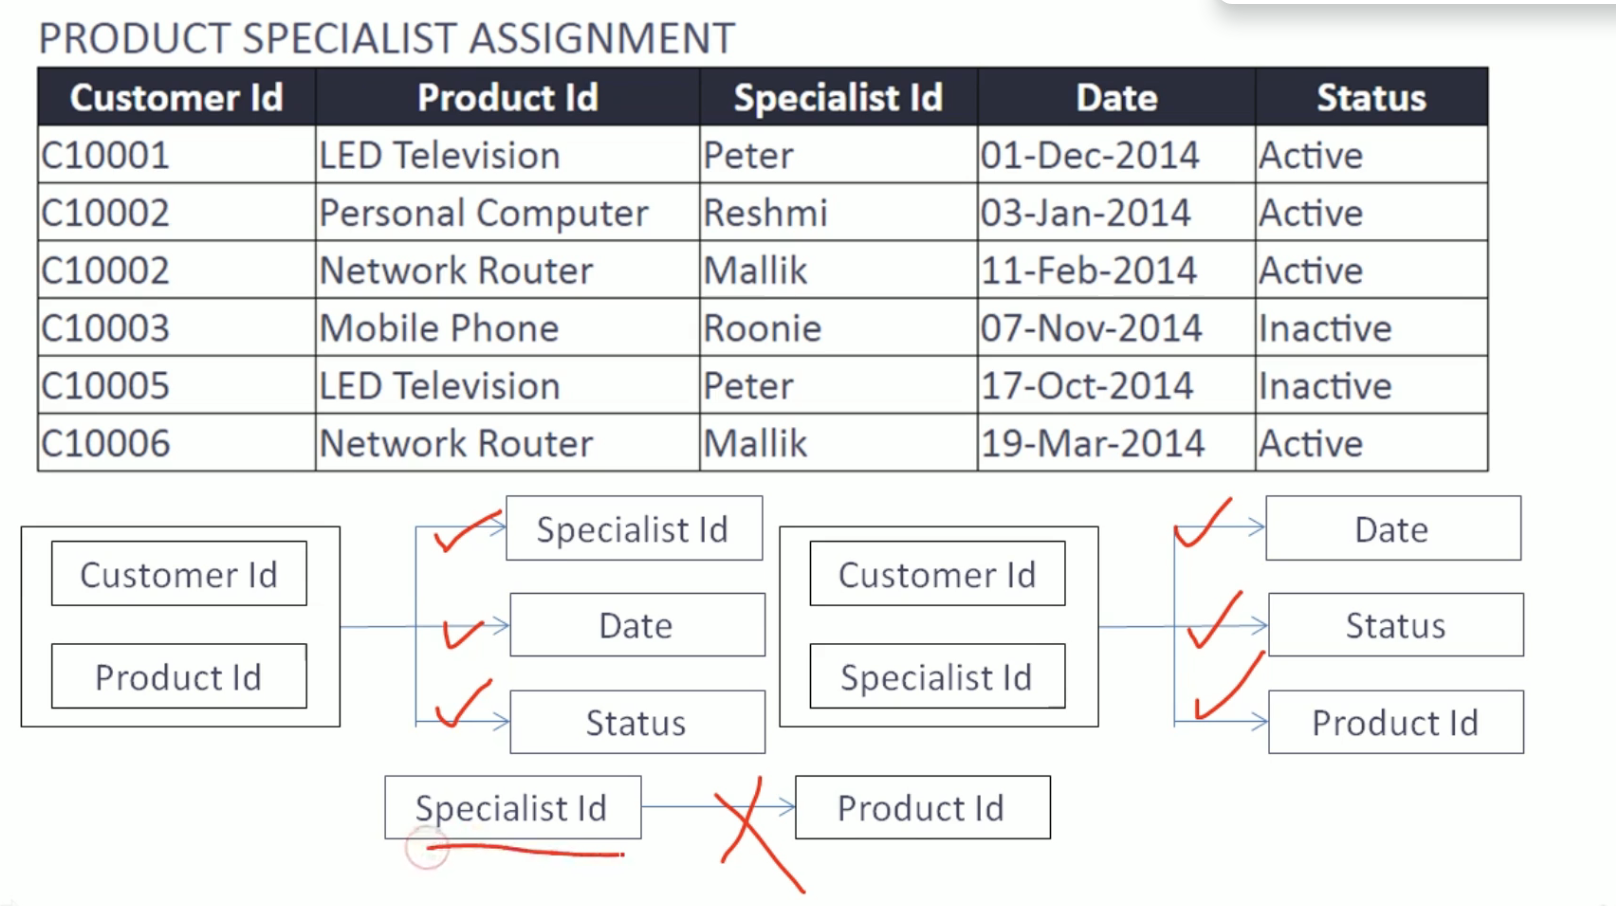 PRODUCT SPECIALIST ASSIGNMENT
Customer Id Product Id Specialist Id Date Status
C10001 LED Television Peter 01-Dec-2014 Active
C10002 Personal Computer Reshmi 03-Jan-2014 Active
C10002 Network Router Mallik 11-Feb-2014 Active
C10003 Mobile Phone Roonie 07-Nov-2014 Inactive
C10005 LED Television Peter 17-Oct-2014 Inactive
C10006 Network Router Mallik 19-Mar-2014 Active
Customer Id
Product Id
Specialist Id
Date
Status
Customer Id
Specialist Id
Date
Status
Product Id
Specialist Id
Product Id